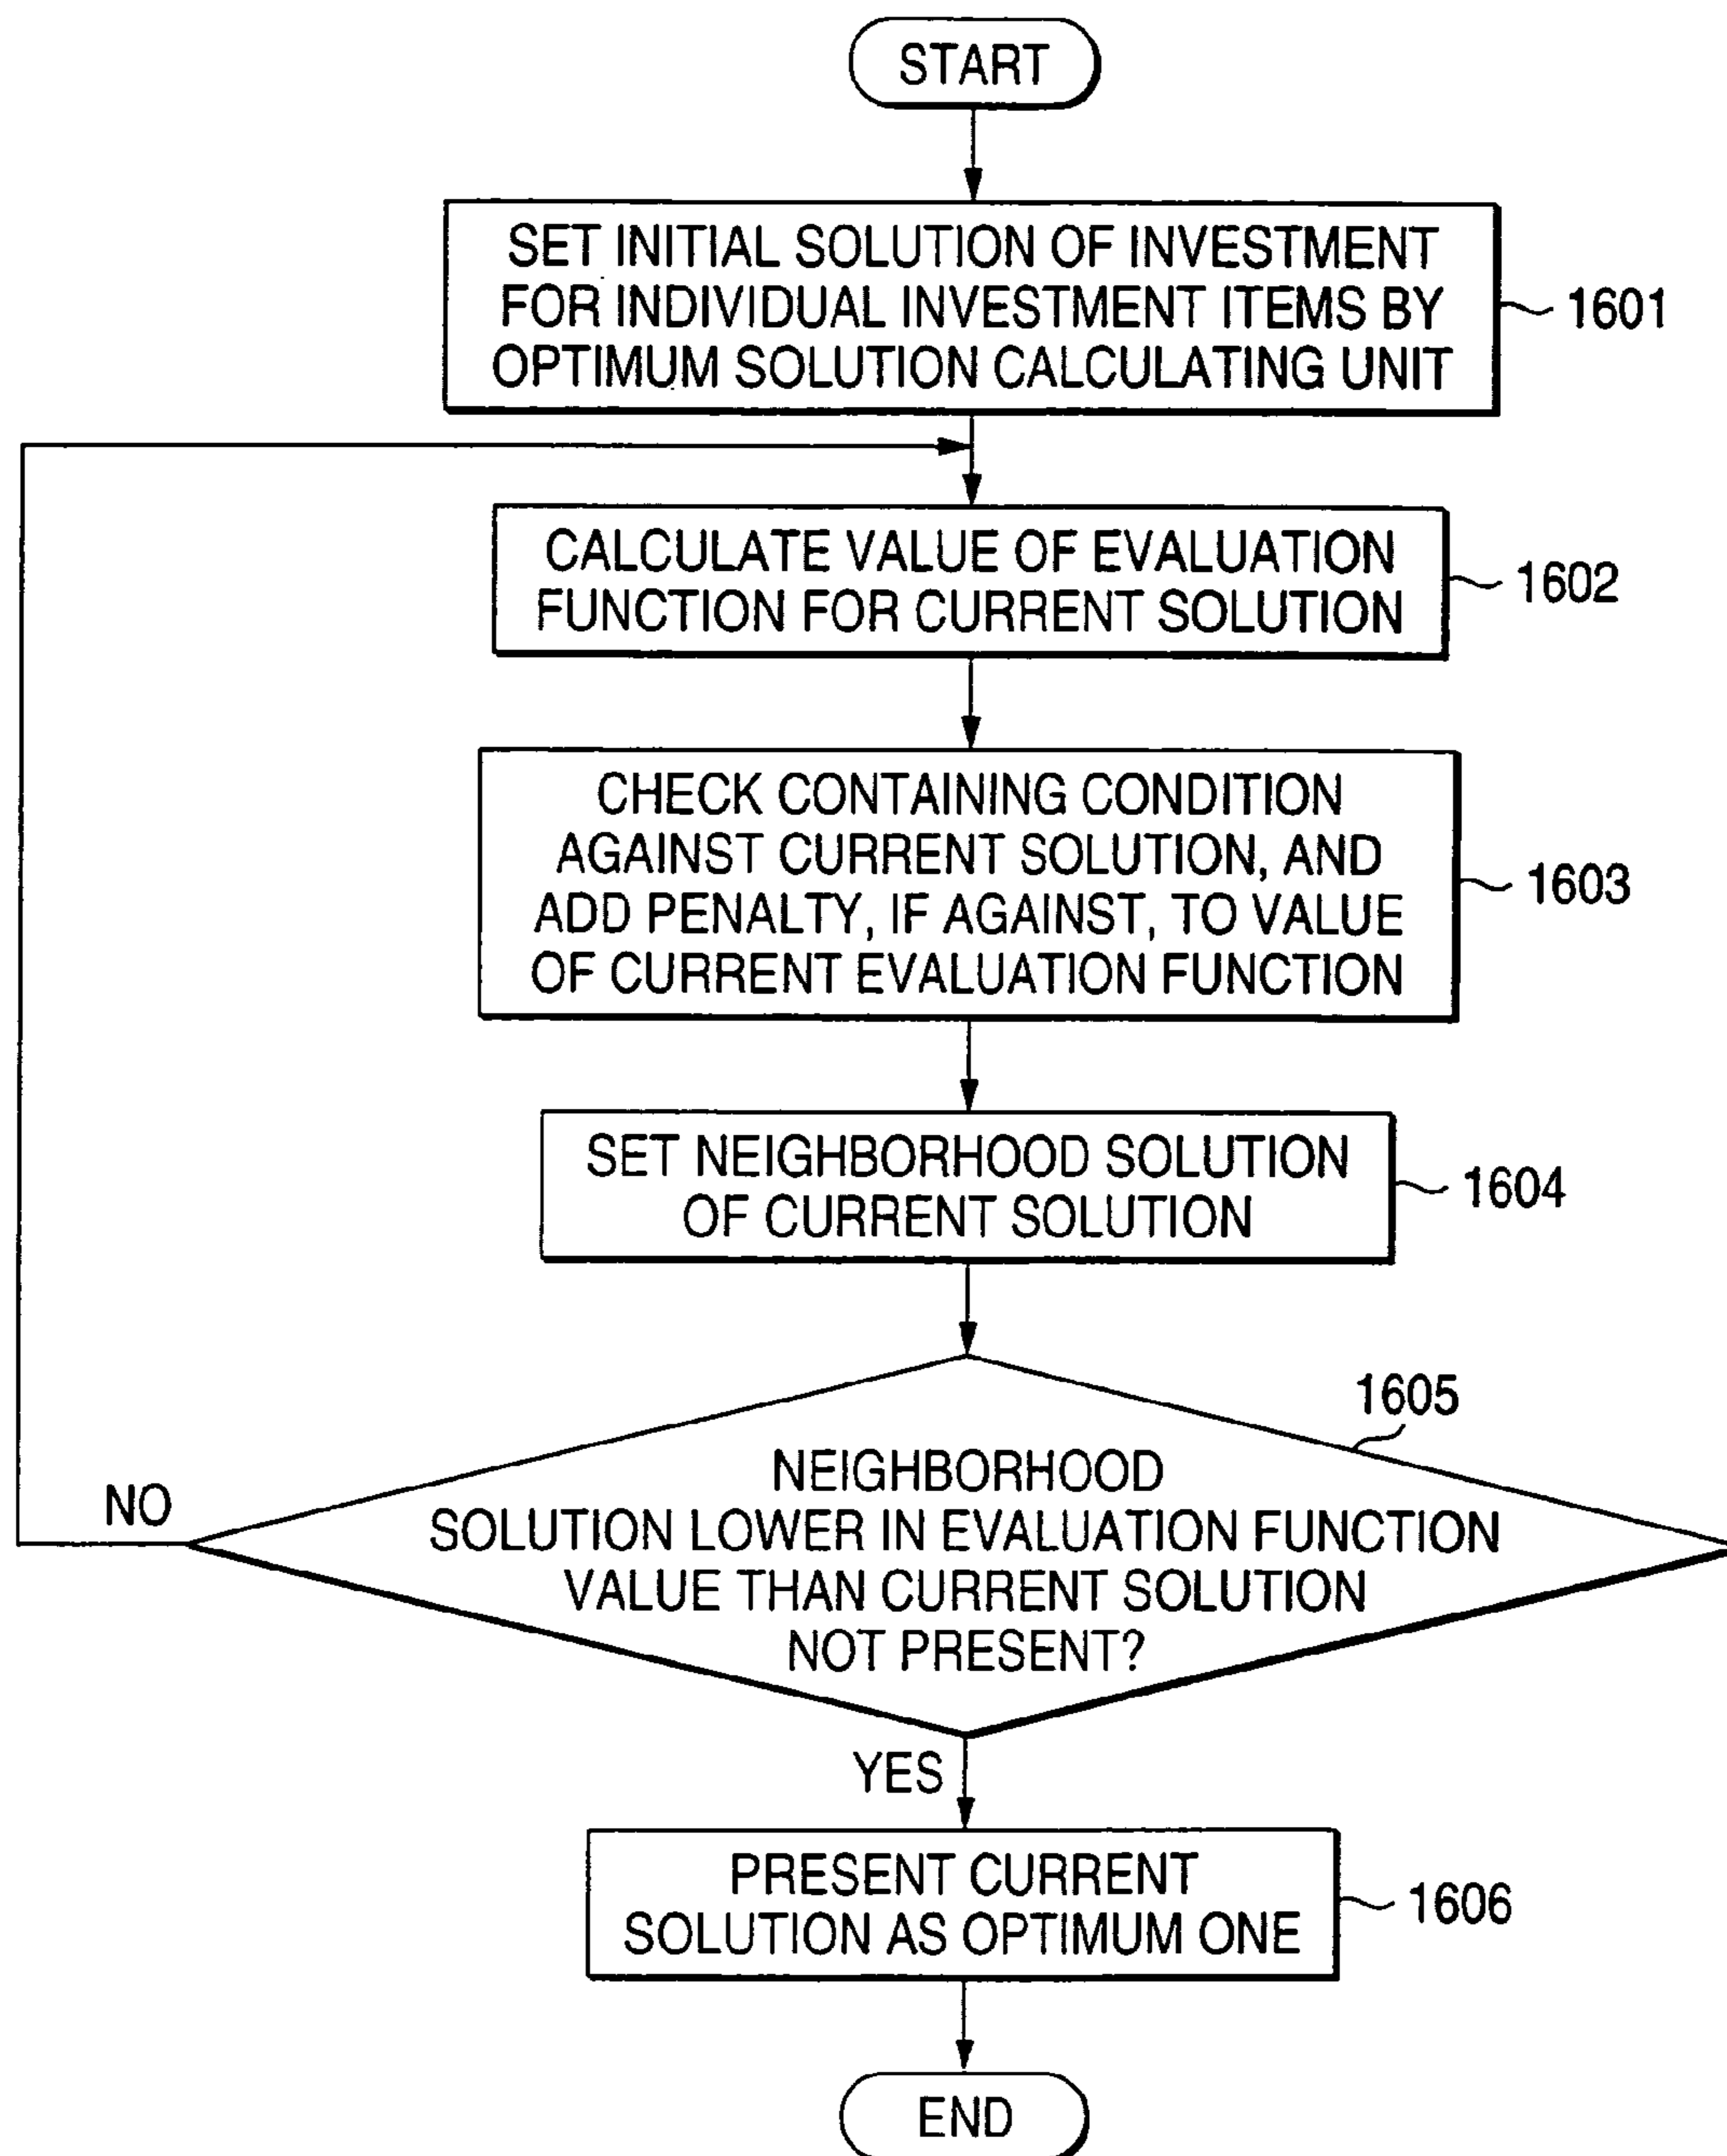 START
SET INITIAL SOLUTION OF INVESTMENT
FOR INDIVIDUAL INVESTMENT ITEMS BY
OPTIMUM SOLUTION CALCULATING UNIT
1601
CALCULATE VALUE OF EVALUATION
FUNCTION FOR CURRENT SOLUTION
1602
CHECK CONTAINING CONDITION
AGAINST CURRENT SOLUTION, AND
ADD PENALTY, IF AGAINST, TO VALUE
OF CURRENT EVALUATION FUNCTION
1603
SET NEIGHBORHOOD SOLUTION
OF CURRENT SOLUTION
1604
1605
NEIGHBORHOOD
SOLUTION LOWER IN EVALUATION FUNCTION
VALUE THAN CURRENT SOLUTION
NOT PRESENT?
NO
YES
PRESENT CURRENT
SOLUTION AS OPTIMUM ONE
1606
END